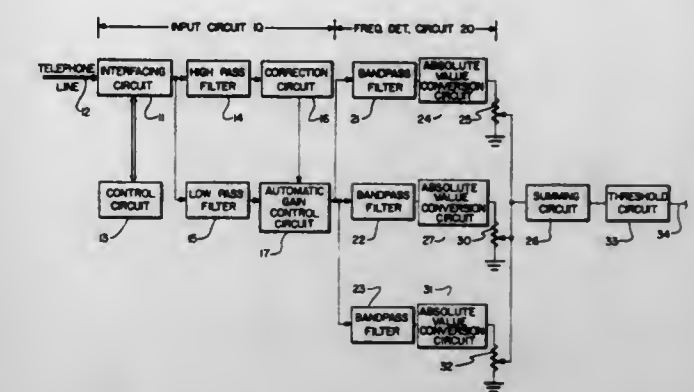 INPUT CIRCUIT 10
FREQ. DET. CIRCUIT 20
TELEPHONE
LINE
12
INTERFACING
CIRCUIT
11
HIGH PASS
FILTER
14
CORRECTION
CIRCUIT
16
BANDPASS
FILTER
21
ABSOLUTE
VALUE
CONVERSION
CIRCUIT
24
25
CONTROL
CIRCUIT
13
LOW PASS
FILTER
15
AUTOMATIC
GAIN
CONTROL
CIRCUIT
17
BANDPASS
FILTER
22
ABSOLUTE
VALUE
CONVERSION
CIRCUIT
27
30
SUMMING
CIRCUIT
26
THRESHOLD
CIRCUIT
33
34
23
BANDPASS
FILTER
31
ABSOLUTE
VALUE
CONVERSION
CIRCUIT
32